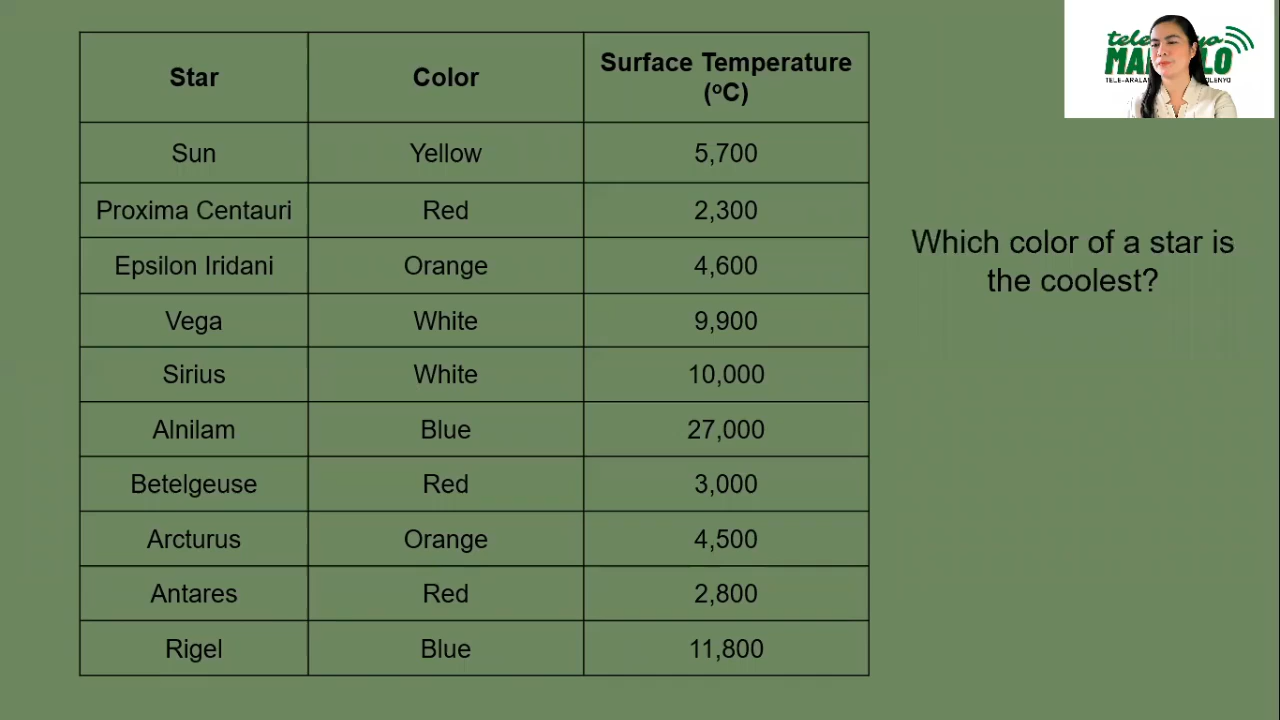 Star Color Surface Temperature
(°C)
Sun Yellow 5,700
Proxima Centauri Red 2,300
Epsilon Iridani Orange 4,600
Vega White 9,900
Sirius White 10,000
Alnilam Blue 27,000
Betelgeuse Red 3,000
Arcturus Orange 4,500
Antares Red 2,800
Rigel Blue 11,800
Which color of a star is
the coolest?